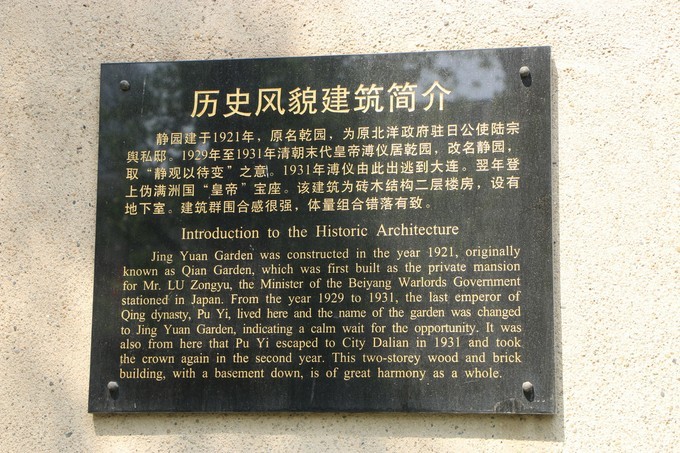 历史风貌建筑简介
静园建于1921年，原名乾园，为原北洋政府驻日公使陆宗
舆私邸。1929年至1931年清朝末代皇帝溥仪居乾园，改名静园，
取“静观以待变”之意。1931年溥仪由此出逃到大连。翌年登
上伪满洲国“皇帝”宝座。该建筑为砖木结构二层楼房，设有
地下室。建筑群围合感很强，体量组合错落有致。
Introduction to the Historic Architecture
Jing Yuan Garden was constructed in the year 1921, originally
known as Qian Garden, which was first built as the private mansion
for Mr. LU Zongyu, the Minister of the Beiyang Warlords Government
stationed in Japan. From the year 1929 to 1931, the last emperor of
Qing dynasty, Pu Yi, lived here and the name of the garden was changed
to Jing Yuan Garden, indicating a calm wait for the opportunity. It was
also from here that Pu Yi escaped to City Dalian in 1931 and took
the crown again in the second year. This two-storey wood and brick
building, with a basement down, is of great harmony as a whole.